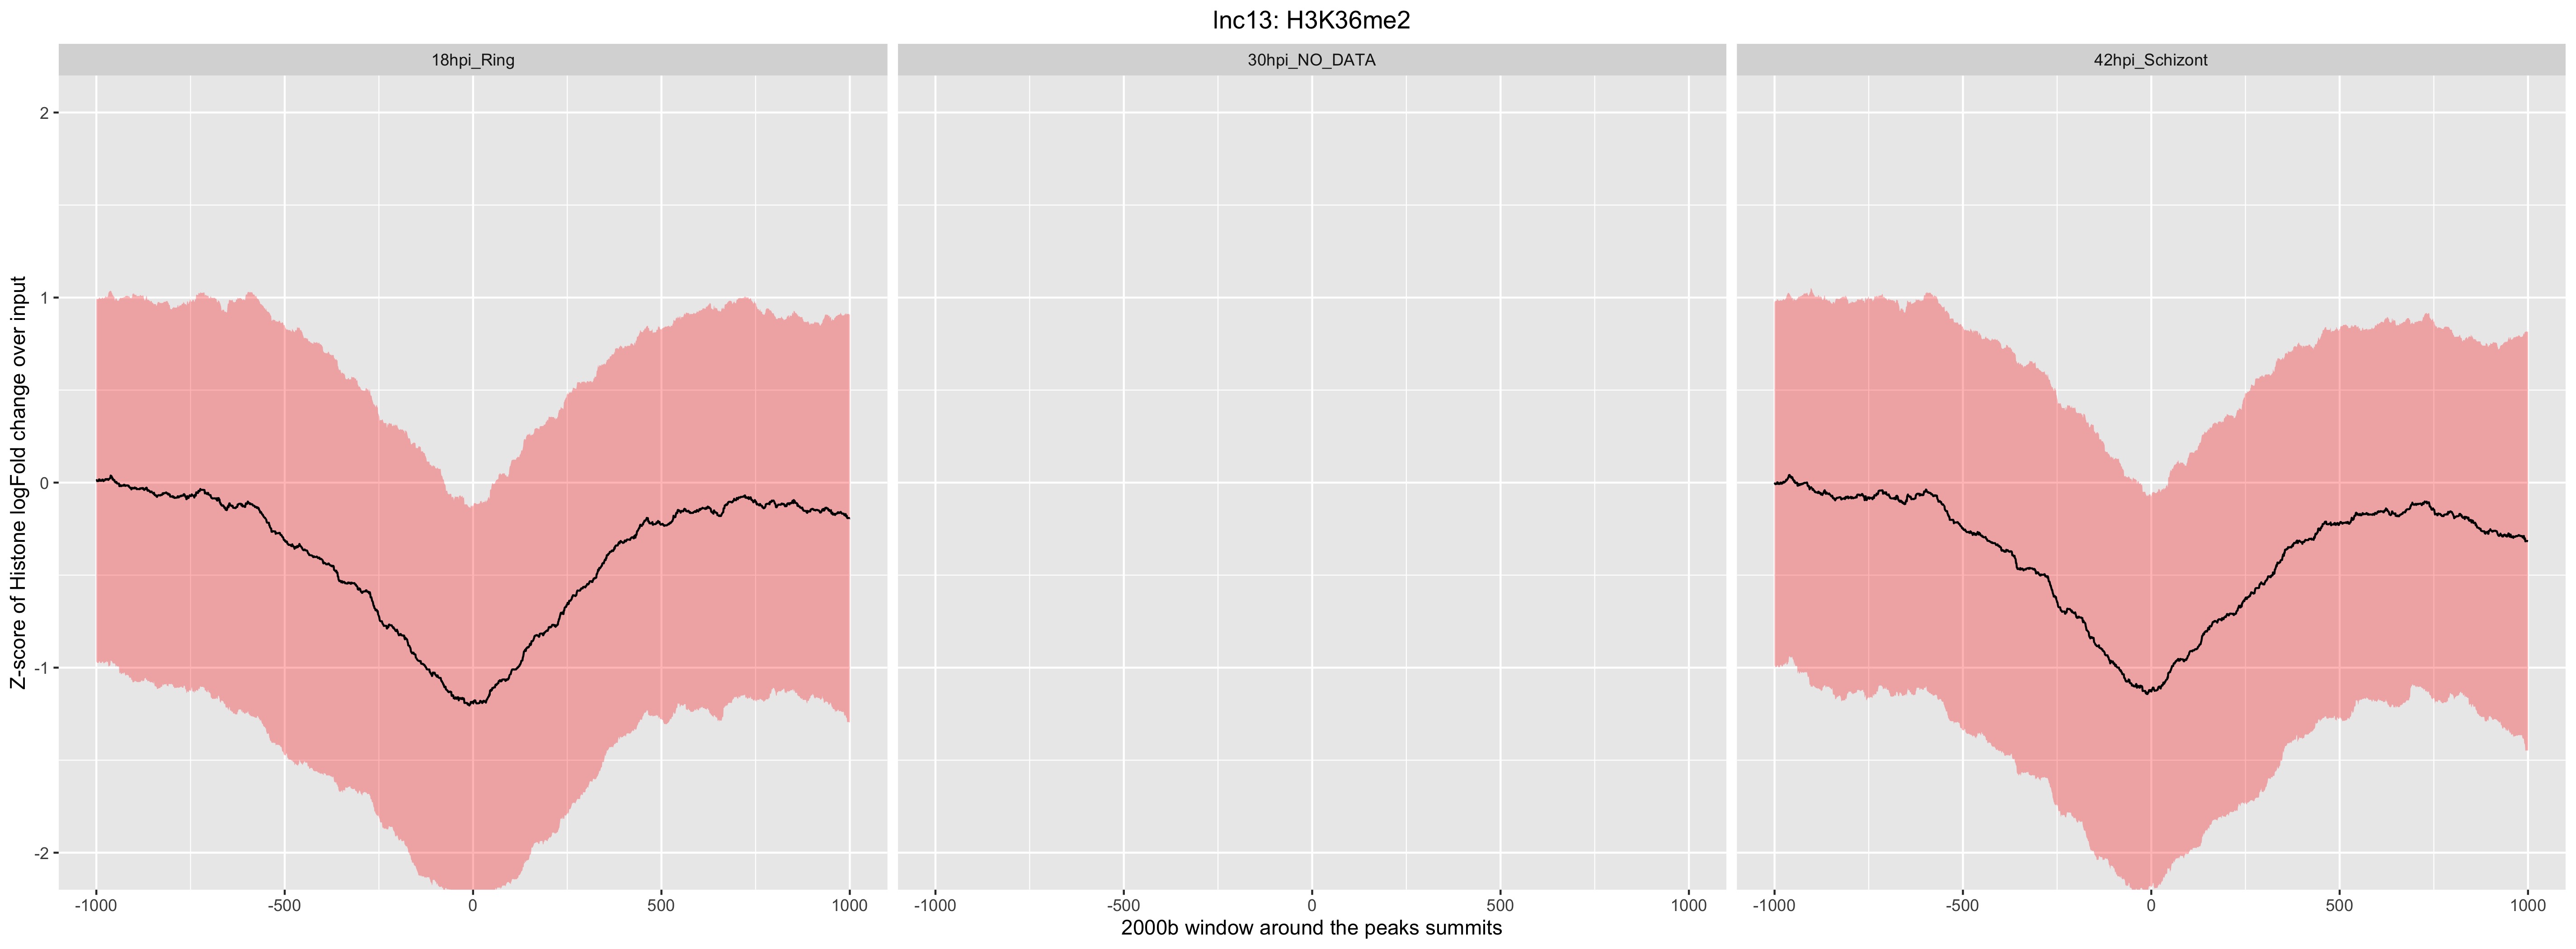 lnc13: H3K36me2
18hpi_Ring
30hpi_NO_DATA
42hpi_Schizont
Z-score of Histone logFold change over input
2
1
0
-1
-2
-1000 -500 0 500 1000
-1000 -500 0 500 1000
-1000 -500 0 500 1000
2000b window around the peaks summits